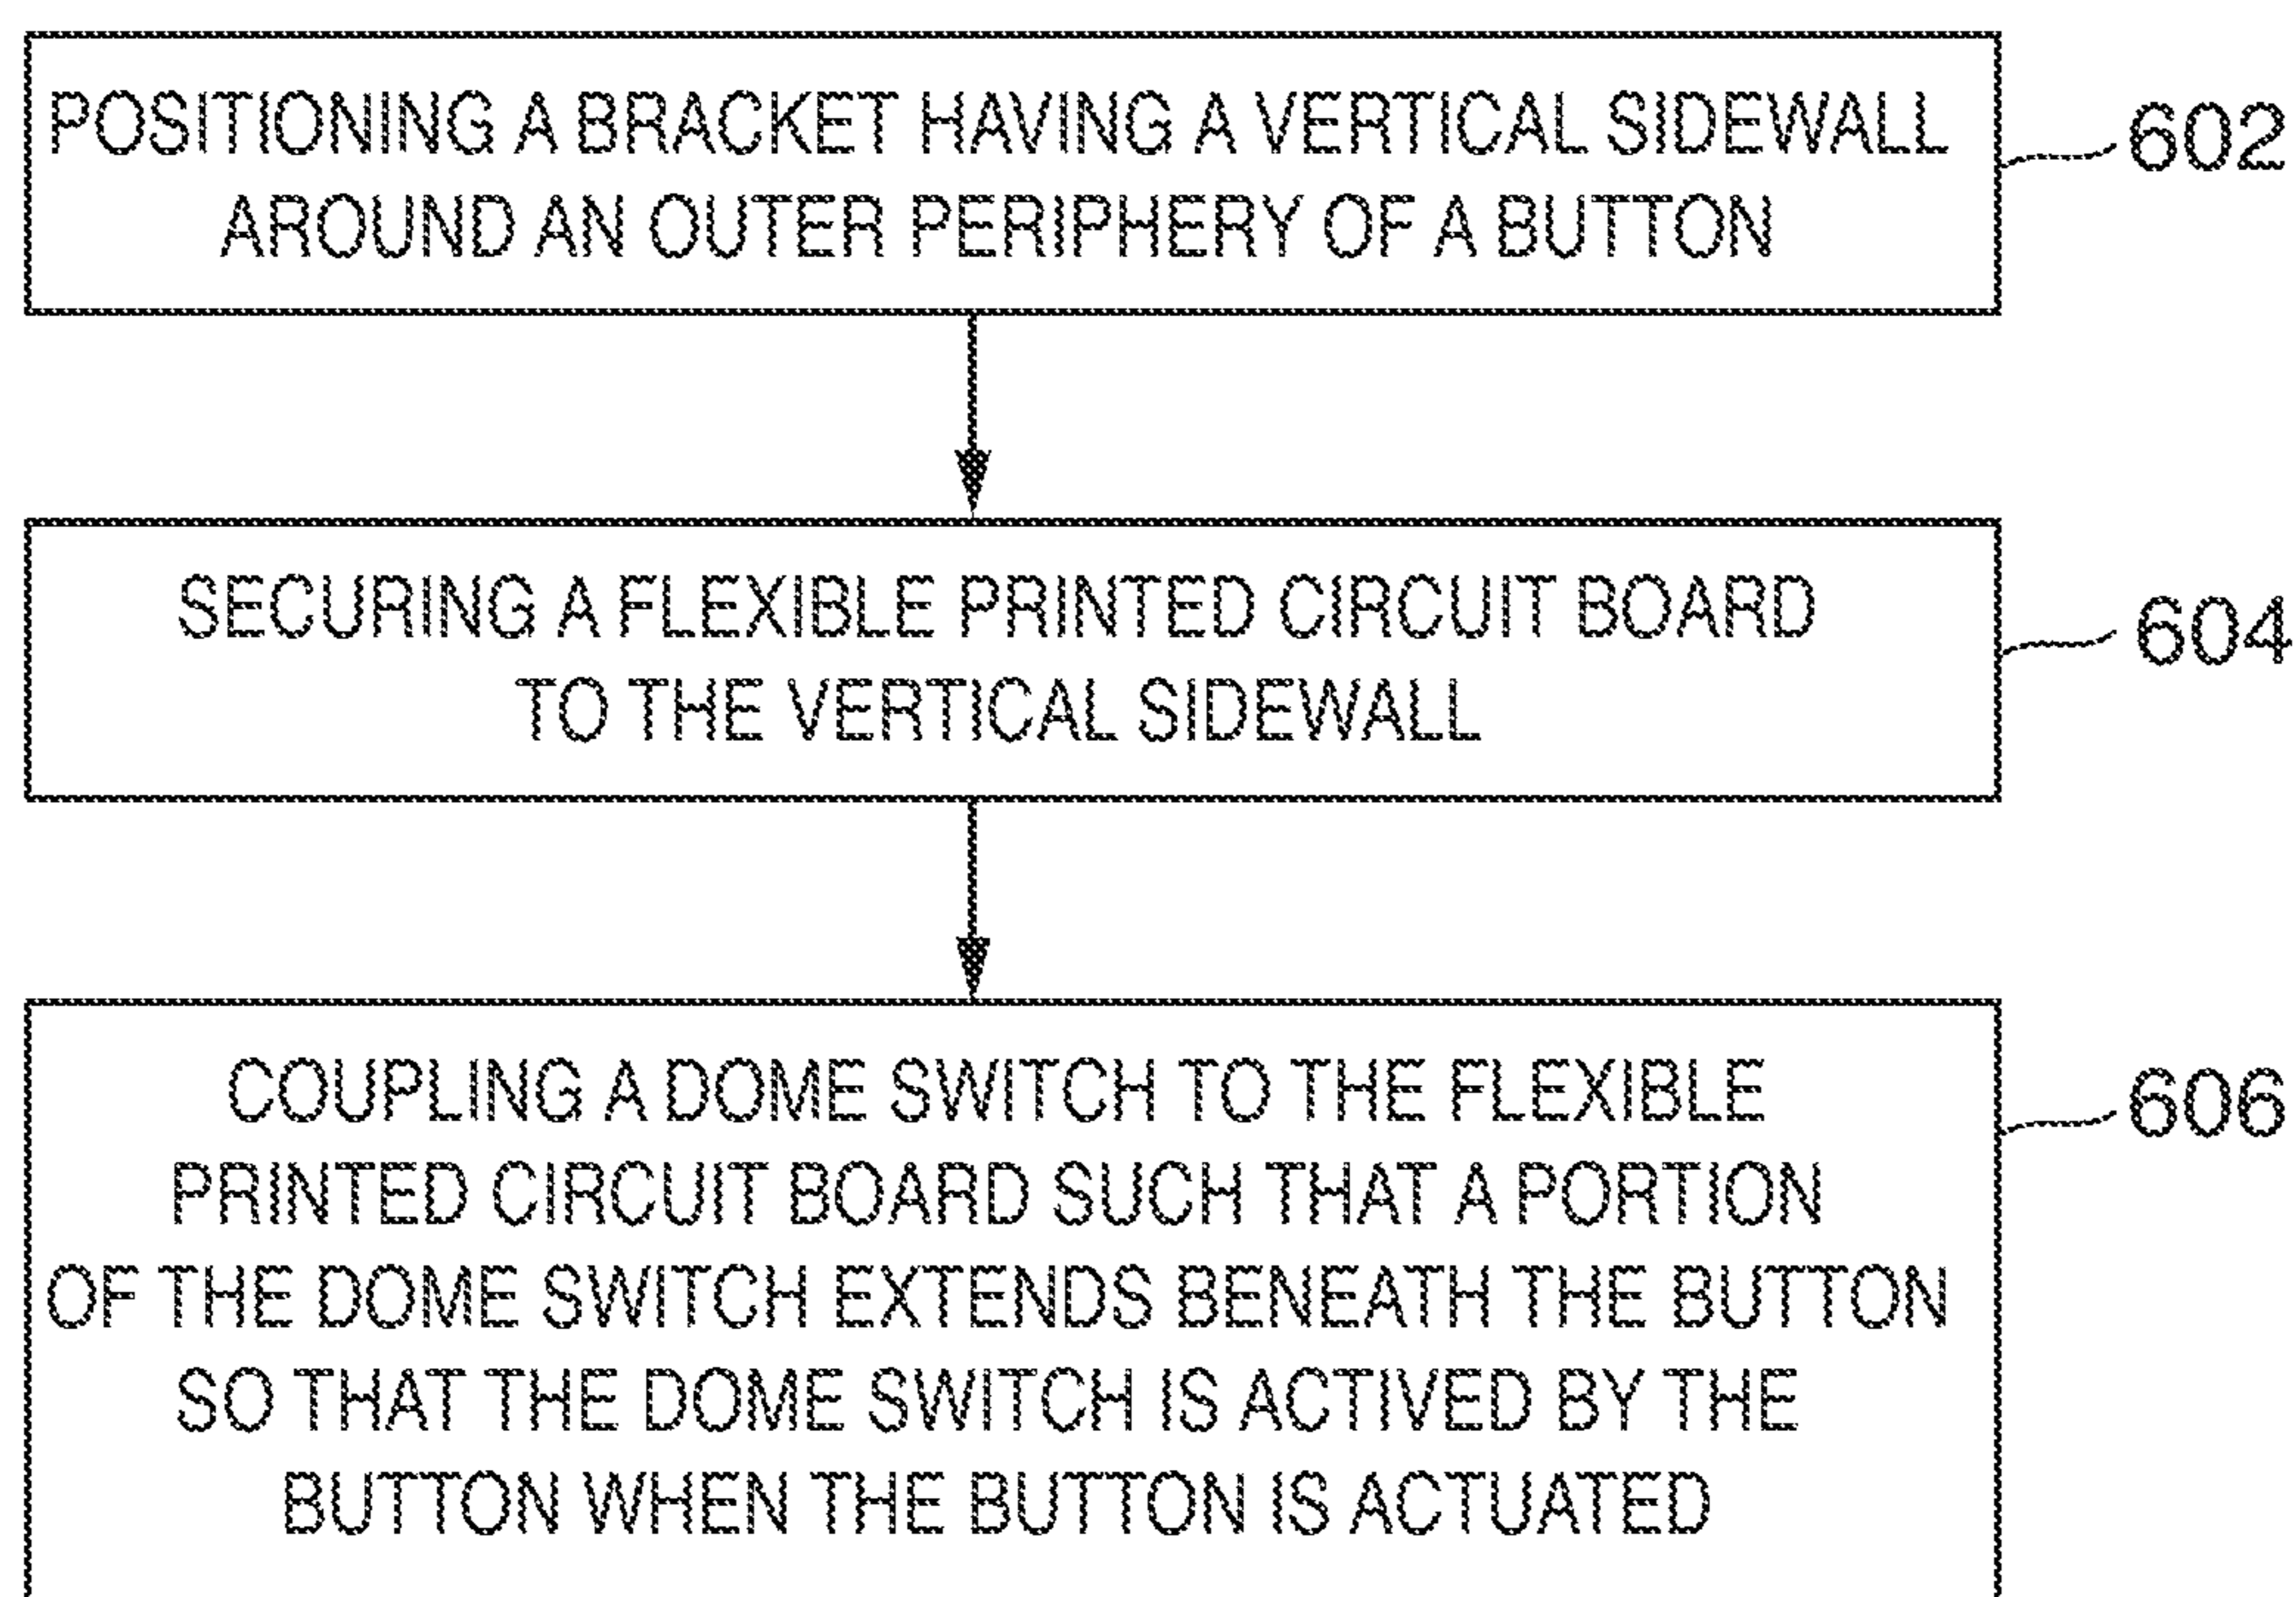 POSITIONING A BRACKET HAVING A VERTICAL SIDEWALL
AROUND AN OUTER PERIPHERY OF A BUTTON
602
SECURING A FLEXIBLE PRINTED CIRCUIT BOARD
TO THE VERTICAL SIDEWALL
604
COUPLING A DOME SWITCH TO THE FLEXIBLE
PRINTED CIRCUIT BOARD SUCH THAT A PORTION
OF THE DOME SWITCH EXTENDS BENEATH THE BUTTON
SO THAT THE DOME SWITCH IS ACTIVED BY THE
BUTTON WHEN THE BUTTON IS ACTUATED
606